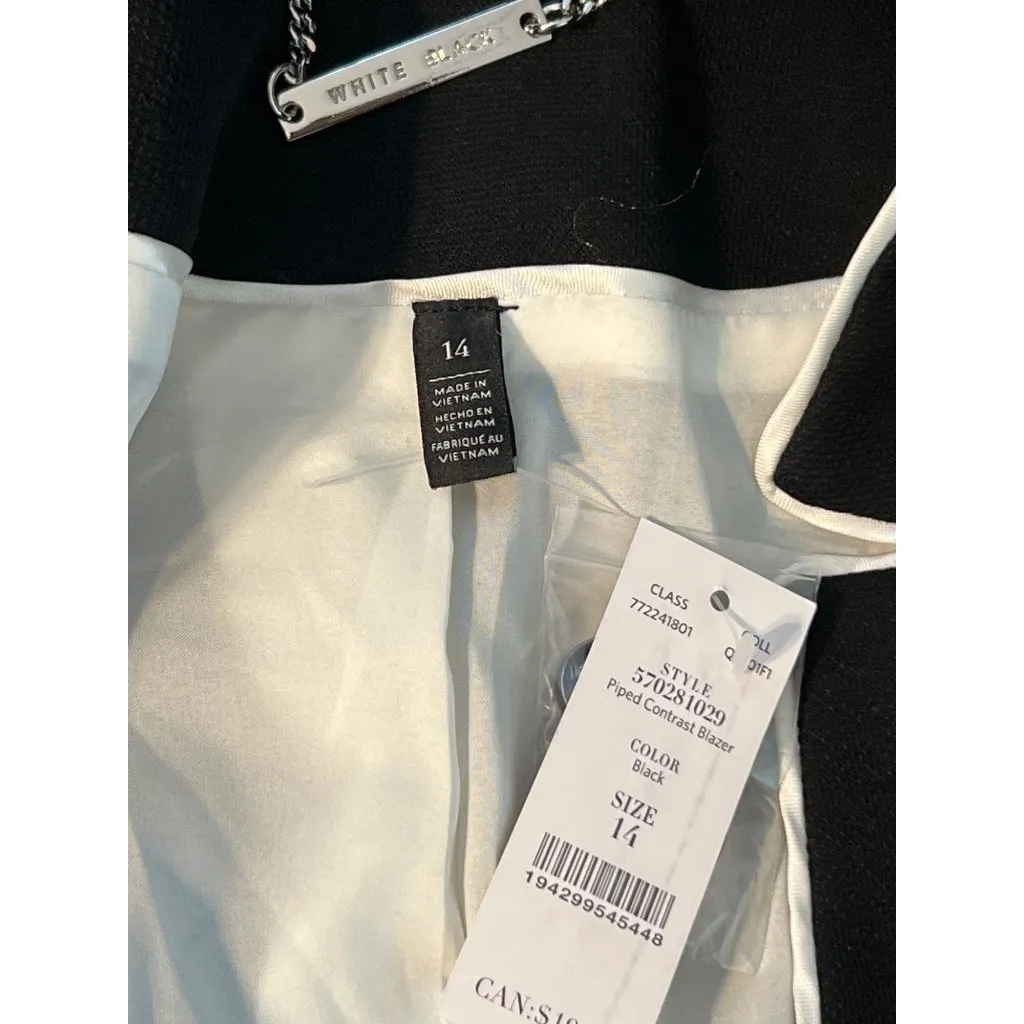 WHITE BLACK
14
MADE IN
VIETNAM
HECHO EN
VIETNAM
FABRIQUÉ AU
VIETNAM
CLASS
772241801
STYLE
570281029
Piped Contrast Blazer
COLOR
Black
SIZE
14
194299545448
CAN:$